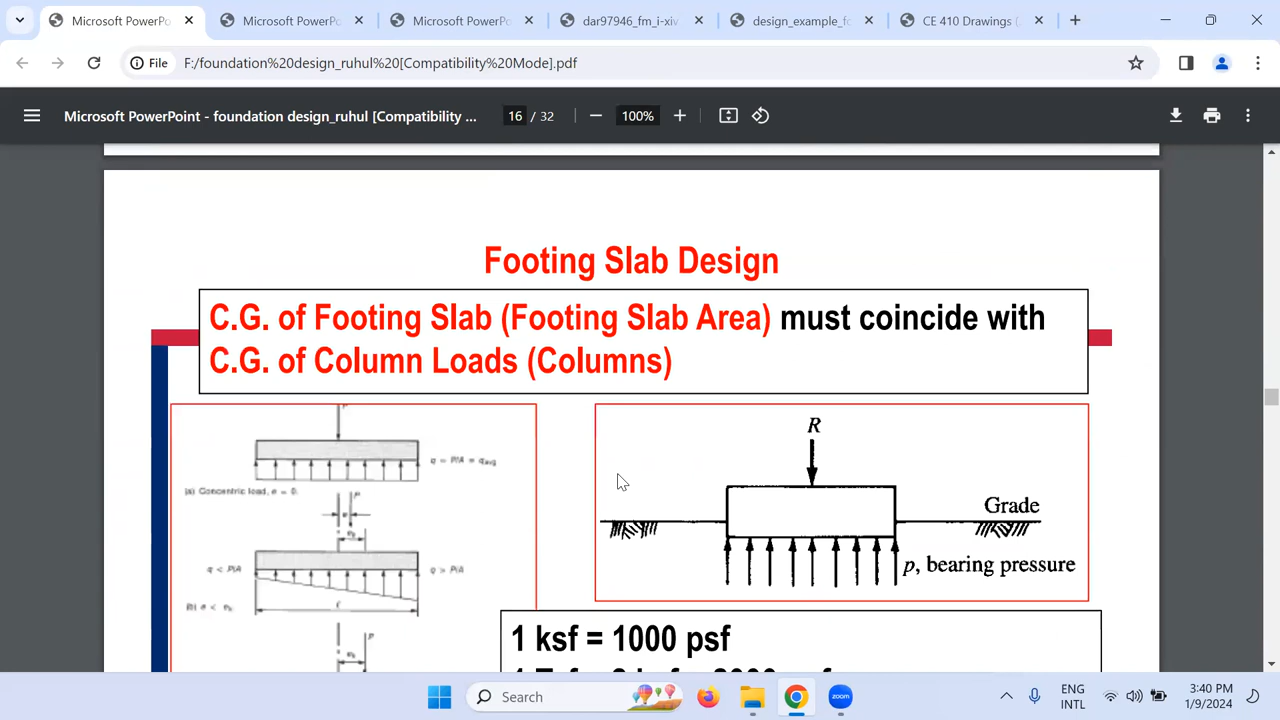 Microsoft PowerPo
Microsoft PowerPo
Microsoft PowerPo
dar97946_fm_i-xiv
design_example_fo
CE 410 Drawings (
File
F:/foundation%20design_ruhul%20[Compatibility%20Mode].pdf
Microsoft PowerPoint - foundation design_ruhul [Compatibility ...
16 / 32
100%
Footing Slab Design
C.G. of Footing Slab (Footing Slab Area) must coincide with
C.G. of Column Loads (Columns)
q = P/A = q avg
(a) Concentric load, e = 0.
P
e
q < P/A
q > P/A
ℓ
P
R
Grade
p, bearing pressure
1 ksf = 1000 psf
Search
zoom
ENG
INTL
3:40 PM
1/9/2024